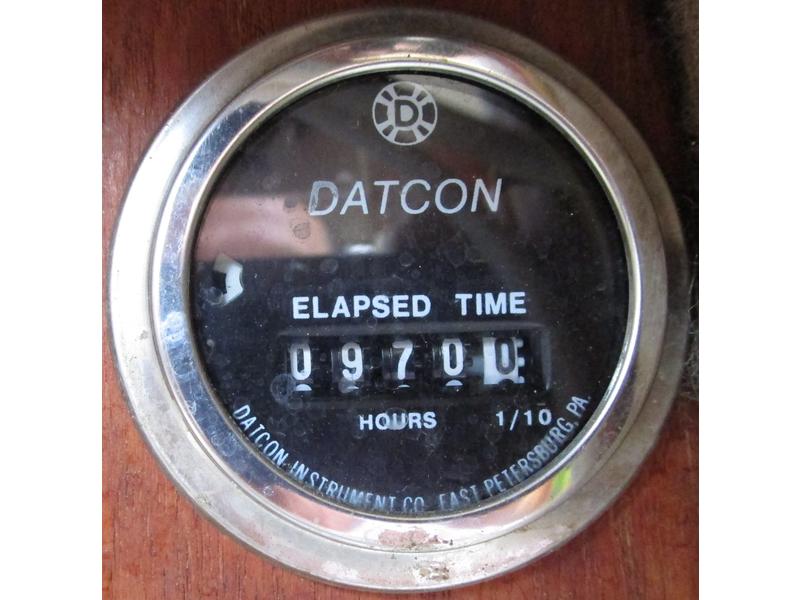 D
DATCON
ELAPSED TIME
09700
HOURS 1/10
DATCON INSTRUMENT CO. EAST PETERSBURG, PA.